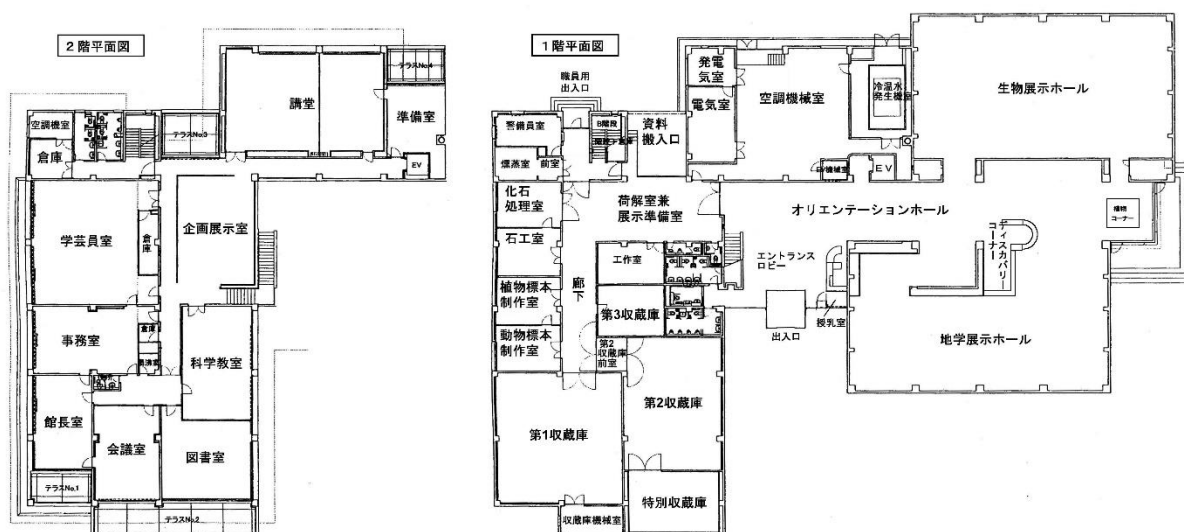 2階平面図
テラスNo.4
講堂
準備室
空調機室
テラスNo.3
倉庫
EV
学芸員室
倉庫
企画展示室
事務室
倉庫
科学教室
館長室
会議室
図書室
テラスNo.1
テラスNo.2
1階平面図
職員用
出入口
発電
気室
電気室
空調機械室
冷温水
発生機室
生物展示ホール
警備員室
B階段
資料
搬入口
燻蒸室
前室
EV機械室
EV
化石
処理室
荷解室兼
展示準備室
オリエンテーションホール
植物
コーナー
石工室
工作室
エントランス
ロビー
ディスカバリー
コーナー
廊下
植物標本
制作室
第3収蔵庫
出入口
授乳室
動物標本
制作室
第2
収蔵庫
前室
地学展示ホール
第1収蔵庫
第2収蔵庫
特別収蔵庫
収蔵庫機械室